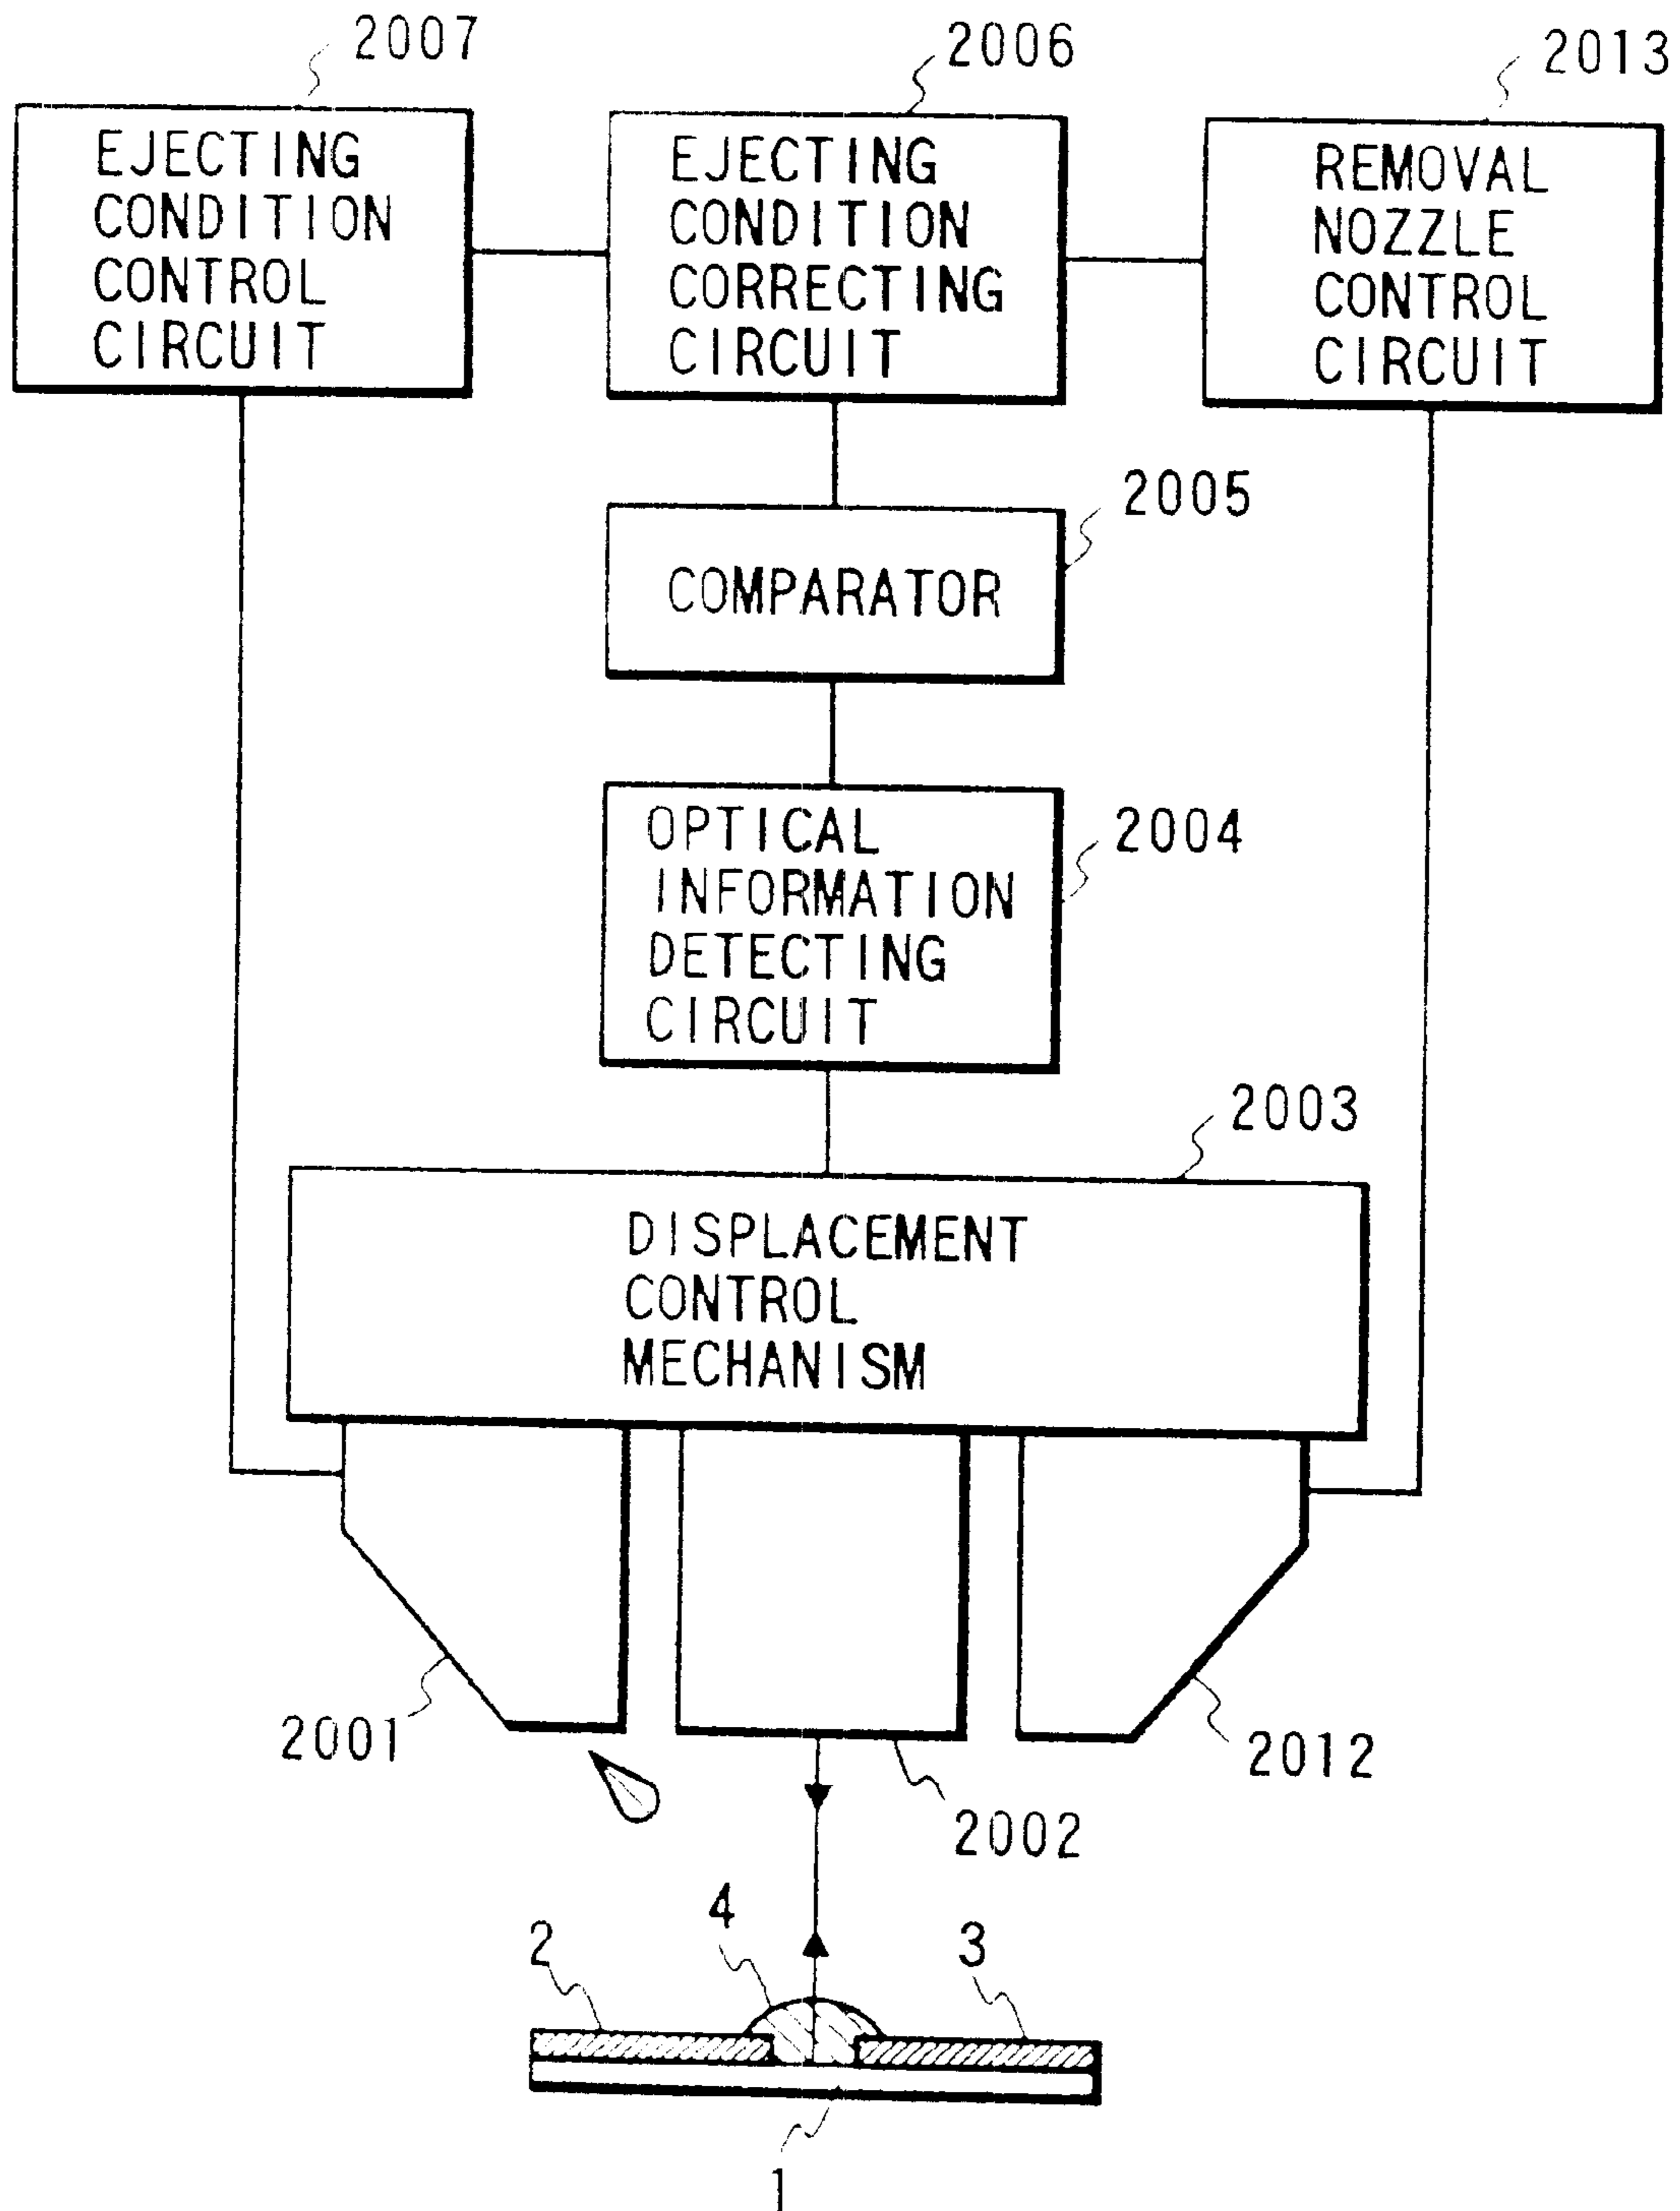 2007
2006
2013
EJECTING
CONDITION
CONTROL
CIRCUIT
EJECTING
CONDITION
CORRECTING
CIRCUIT
REMOVAL
NOZZLE
CONTROL
CIRCUIT
2005
COMPARATOR
2004
OPTICAL
INFORMATION
DETECTING
CIRCUIT
2003
DISPLACEMENT
CONTROL
MECHANISM
2001
2012
2002
4
2
3
1